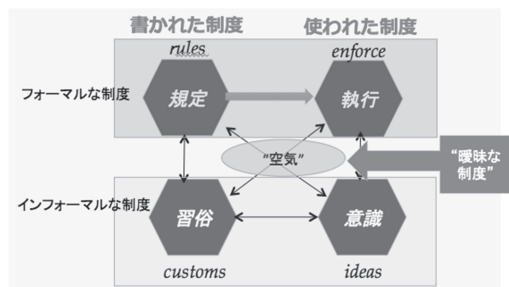 書かれた制度
使われた制度
rules
enforce
フォーマルな制度
規定
執行
"空気"
"曖昧な
制度"
インフォーマルな制度
習俗
意識
customs
ideas